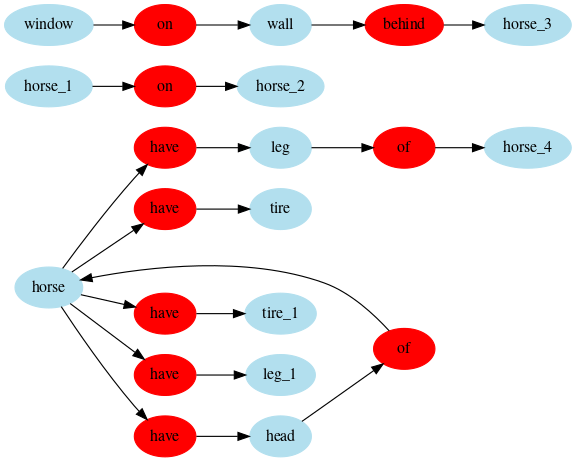 window on wall behind horse_3
horse_1 on horse_2
have leg of horse_4
have tire
horse
have tire_1
of
have leg_1
have head